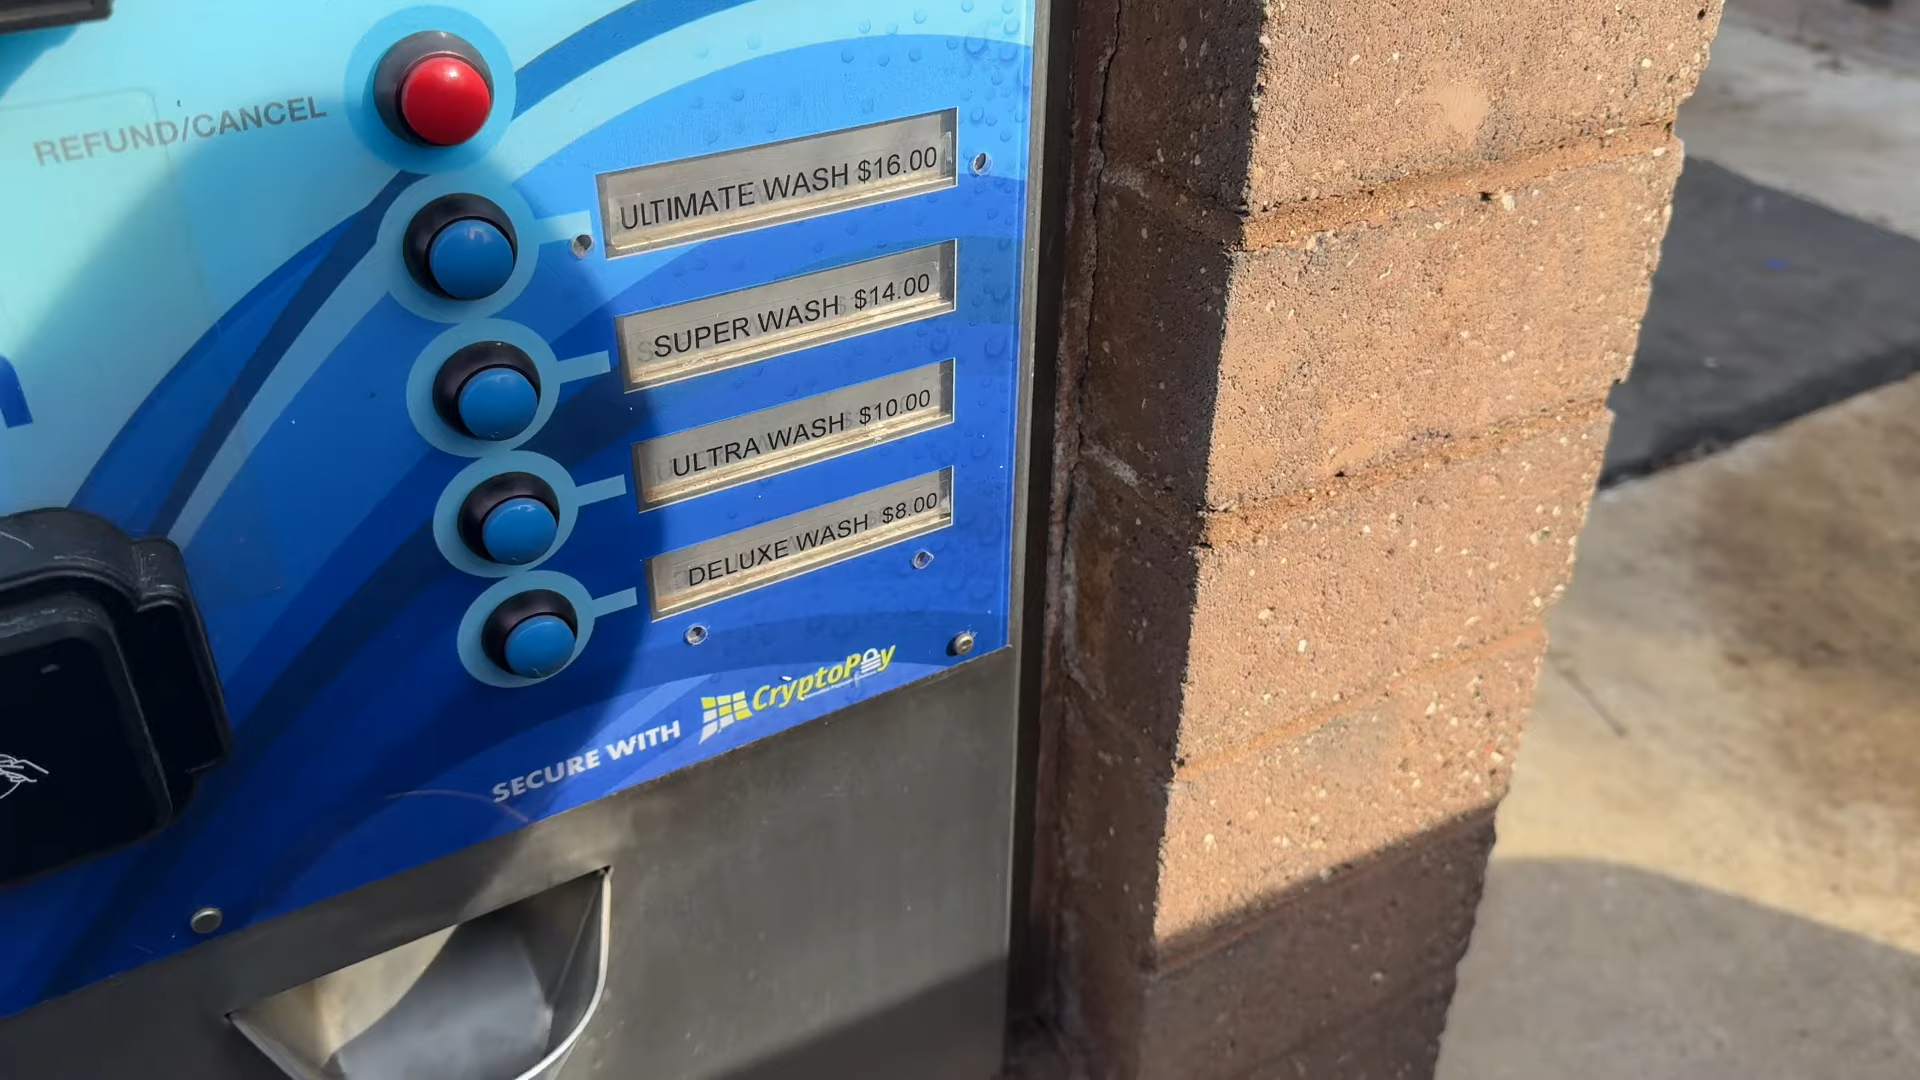 REFUND/CANCEL
ULTIMATE WASH $16.00
SUPER WASH $14.00
ULTRA WASH $10.00
DELUXE WASH $8.00
SECURE WITH CryptoPay